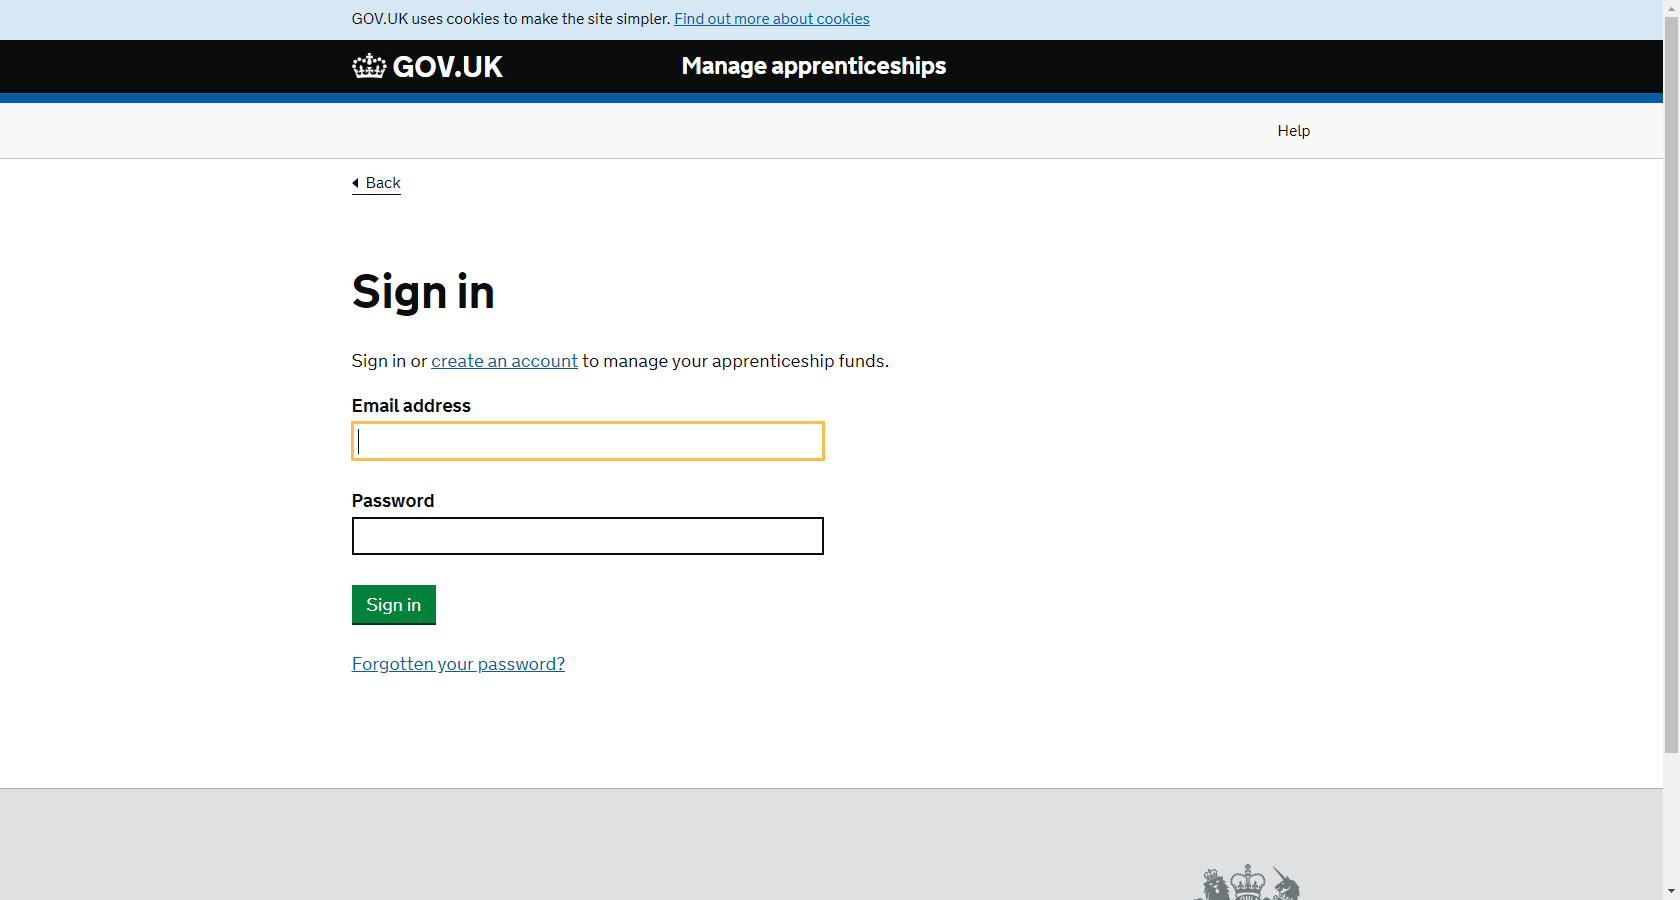 GOV.UK uses cookies to make the site simpler. Find out more about cookies
GOV.UK Manage apprenticeships
Help
Back
Sign in
Sign in or create an account to manage your apprenticeship funds.
Email address
Password
Sign in
Forgotten your password?